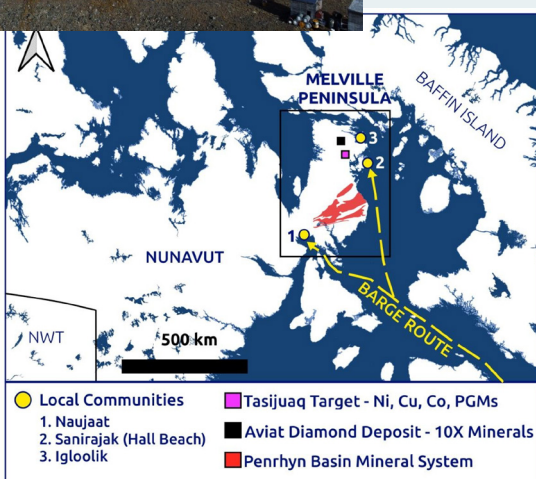 MELVILLE
PENINSULA
BAFFIN ISLAND
3
2
1
NUNAVUT
BARGE ROUTE
NWT
500 km
Local Communities
1. Naujaat
2. Sanirajak (Hall Beach)
3. Igloolik
Tasijuaq Target - Ni, Cu, Co, PGMs
Aviat Diamond Deposit - 10X Minerals
Penrhyn Basin Mineral System